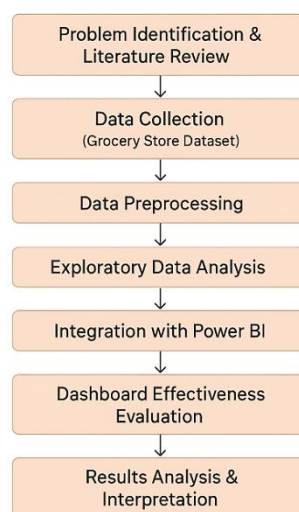 Problem Identification &
Literature Review
Data Collection
(Grocery Store Dataset)
Data Preprocessing
Exploratory Data Analysis
Integration with Power BI
Dashboard Effectiveness
Evaluation
Results Analysis &
Interpretation